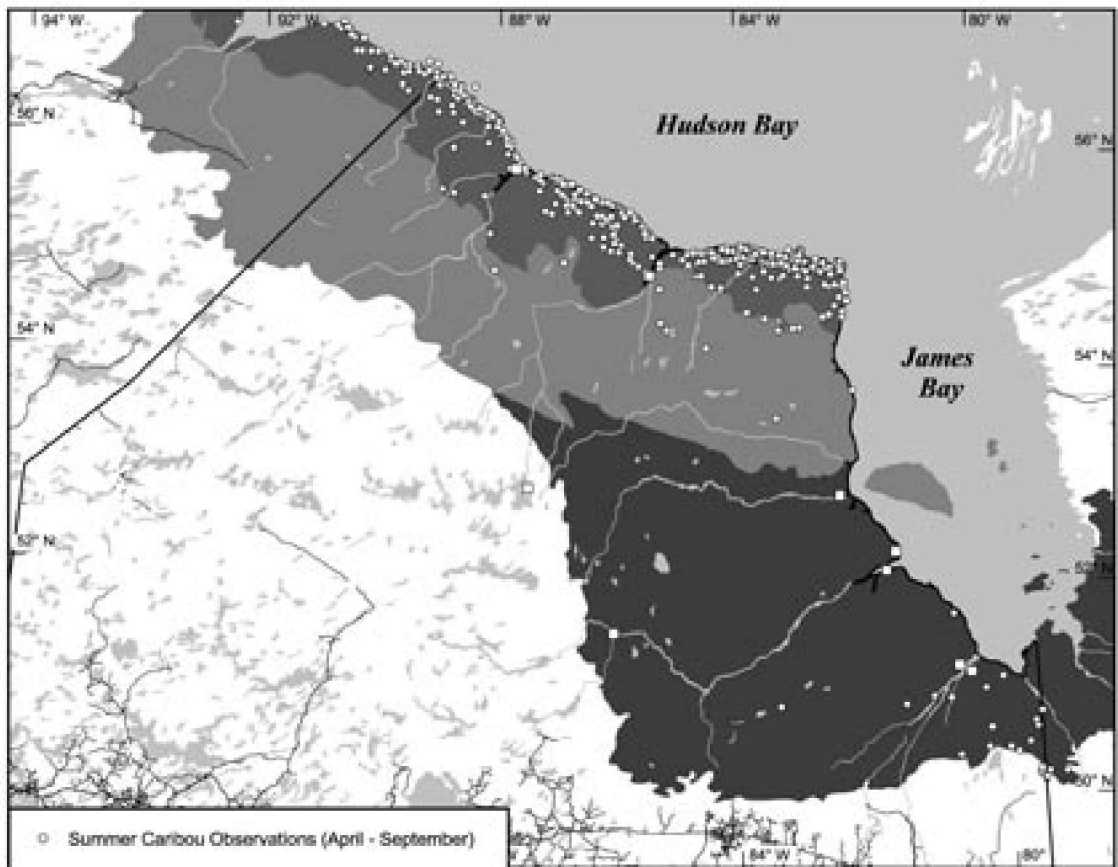 94° W 92° W 88° W 84° W 80° W
56° N
Hudson Bay
56° N
54° N
James
Bay
54° N
52° N
52° N
50° N
Summer Caribou Observations (April - September)
84° W
80°